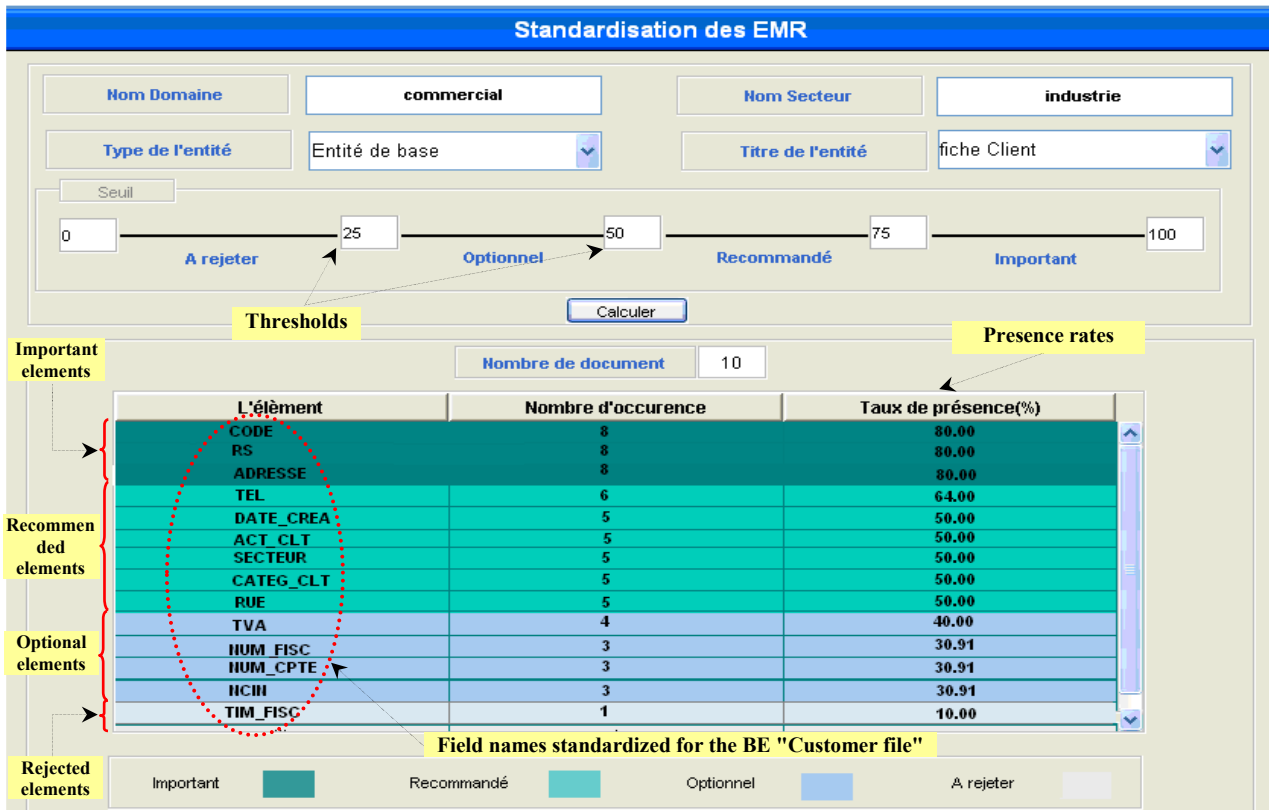 Standardisation des EMR
Nom Domaine commercial Nom Secteur industrie
Type de l'entité Entité de base Titre de l'entité fiche Client
Seuil
0 25 50 75 100
A rejeter Optionnel Recommandé Important
Thresholds
Calculer
Presence rates
Important
elements
Nombre de document 10
L'élèment Nombre d'occurence Taux de présence(%)
CODE 8 80.00
RS 8 80.00
ADRESSE 8 80.00
TEL 6 64.00
DATE_CREA 5 50.00
ACT_CLT 5 50.00
SECTEUR 5 50.00
CATEG_CLT 5 50.00
RUE 5 50.00
Recommen
ded
elements
TVA 4 40.00
NUM_FISC 3 30.91
NUM_CPTE 3 30.91
NCIN 3 30.91
Optional
elements
TIM_FISC 1 10.00
Field names standardized for the BE "Customer file"
Rejected
elements
Important Recommandé Optionnel A rejeter